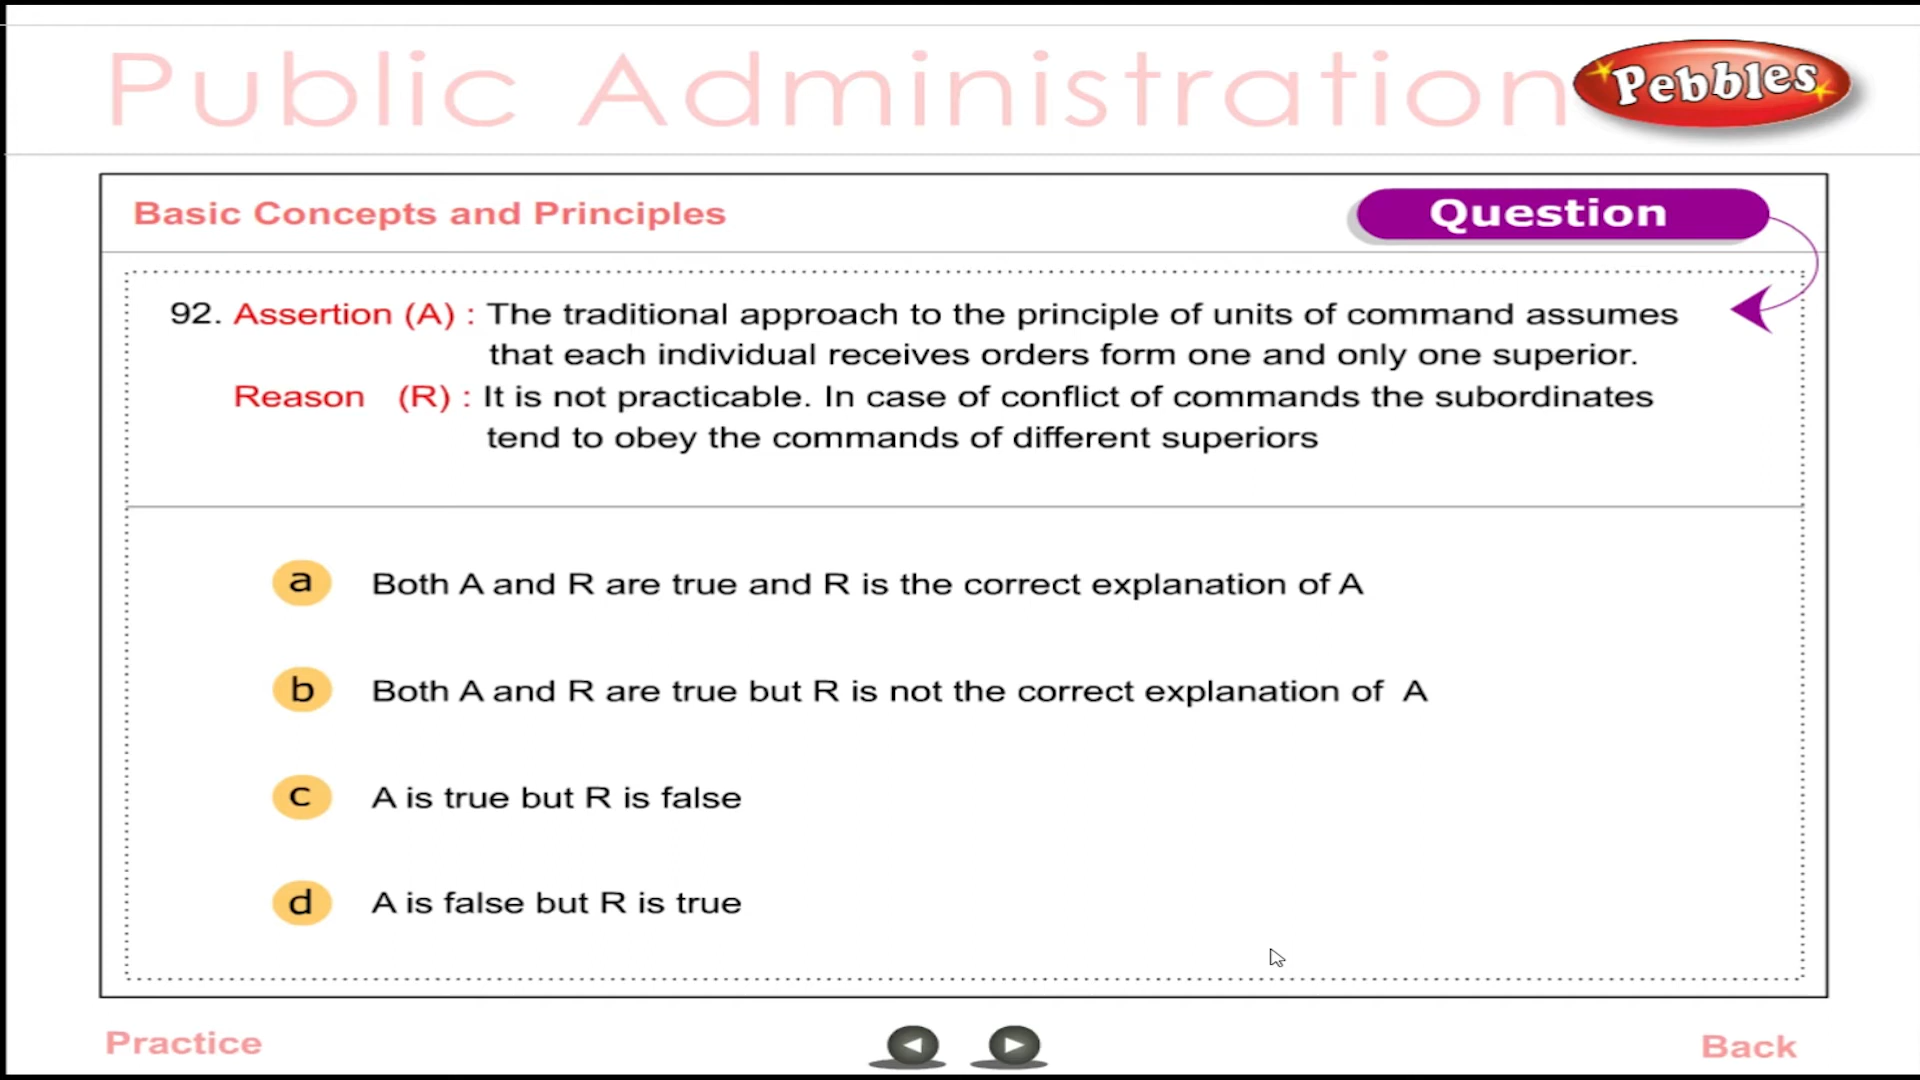 Public Administration
Pebbles
Basic Concepts and Principles
Question
92. Assertion (A) : The traditional approach to the principle of units of command assumes
that each individual receives orders form one and only one superior.
Reason (R) : It is not practicable. In case of conflict of commands the subordinates
tend to obey the commands of different superiors
a Both A and R are true and R is the correct explanation of A
b Both A and R are true but R is not the correct explanation of A
c A is true but R is false
d A is false but R is true
Practice
Back